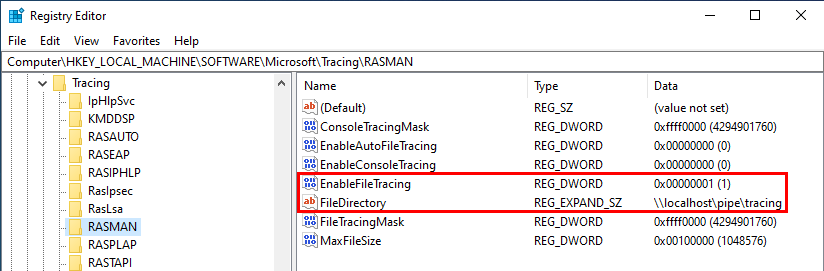 Registry Editor
File Edit View Favorites Help
Computer\HKEY_LOCAL_MACHINE\SOFTWARE\Microsoft\Tracing\RASMAN
Tracing
IpHlpSvc
KMDDSP
RASAUTO
RASEAP
RASIPHLP
RasIpsec
RasLsa
RASMAN
RASPLAP
RASTAPI
Name Type Data
(Default) REG_SZ (value not set)
ConsoleTracingMask REG_DWORD 0xffff0000 (4294901760)
EnableAutoFileTracing REG_DWORD 0x00000000 (0)
EnableConsoleTracing REG_DWORD 0x00000000 (0)
EnableFileTracing REG_DWORD 0x00000001 (1)
FileDirectory REG_EXPAND_SZ \\localhost\pipe\tracing
FileTracingMask REG_DWORD 0xffff0000 (4294901760)
MaxFileSize REG_DWORD 0x00100000 (1048576)